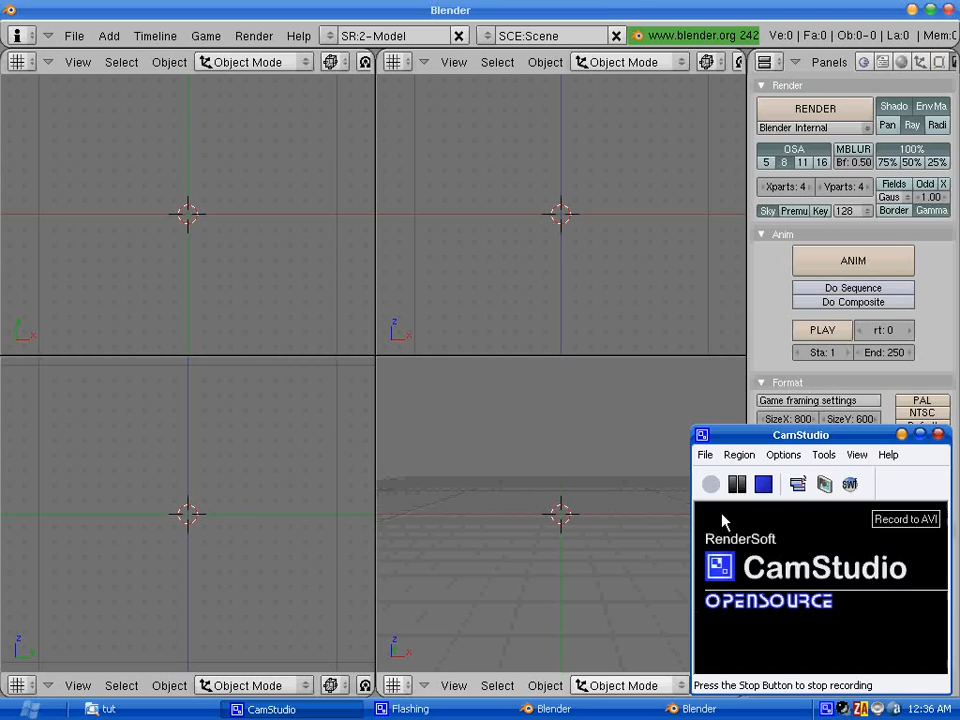 Blender
File Add Timeline Game Render Help SR:2-Model SCE:Scene www.blender.org 242 Ve:0 | Fa:0 | Ob:0-0 | La:0 | Mem:
View Select Object Object Mode
View Select Object Object Mode
Panels
Render
RENDER
Shado EnvMa
Blender Internal
Pan Ray Radi
OSA MBLUR 100%
5 8 11 16 Bf: 0.50 75% 50% 25%
Xparts: 4 Yparts: 4
Fields Odd X
Gaus 1.00
Sky Premu Key 128 Border Gamma
Anim
ANIM
Do Sequence
Do Composite
PLAY rt: 0
Sta: 1 End: 250
Format
Game framing settings PAL
SizeX: 800 SizeY: 600 NTSC
y
x
z
x
CamStudio
File Region Options Tools View Help
SWF
Record to AVI
RenderSoft
CamStudio
OPENSOURCE
Press the Stop Button to stop recording
z
y
z
x
View Select Object Object Mode
View Select Object Object Mode
tut CamStudio Flashing Blender Blender ZA a 12:36 AM